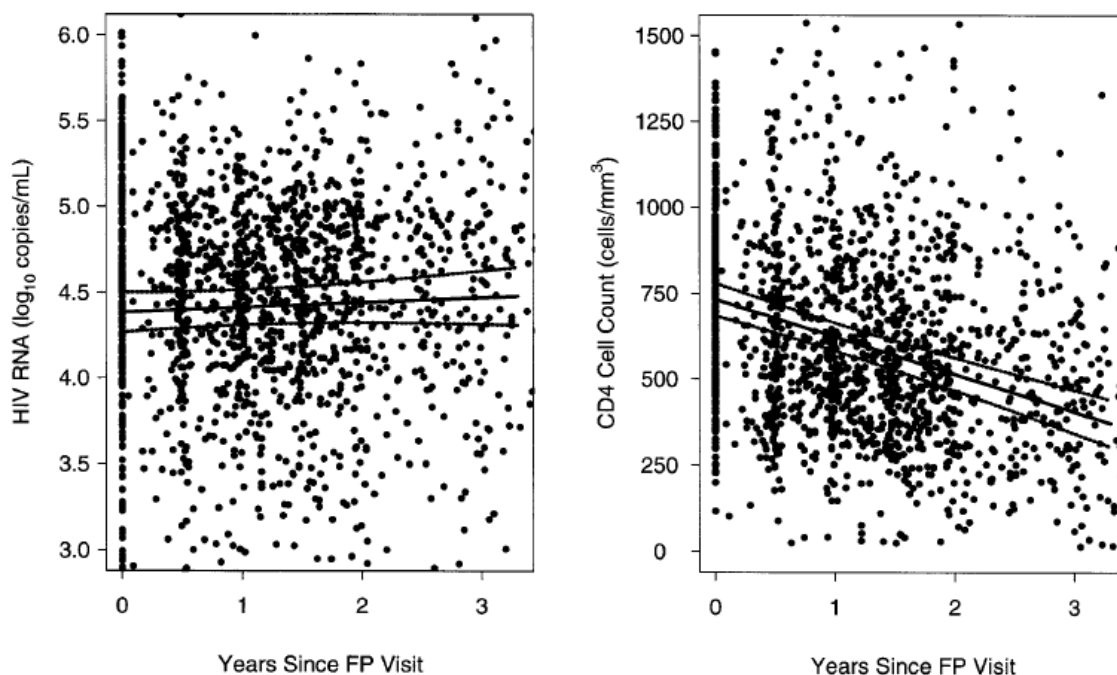 HIV RNA (log10 copies/mL)
6.0
5.5
5.0
4.5
4.0
3.5
3.0
0 1 2 3
Years Since FP Visit
CD4 Cell Count (cells/mm³)
1500
1250
1000
750
500
250
0
0 1 2 3
Years Since FP Visit